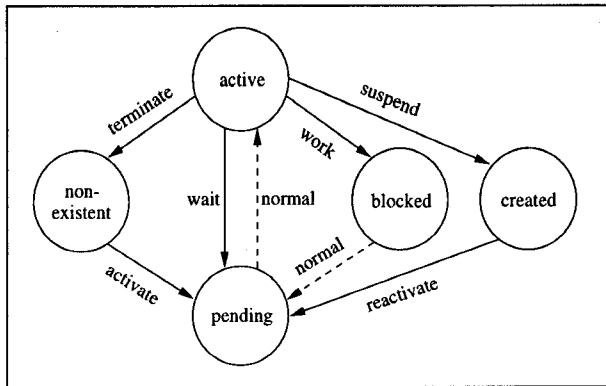 active
terminate
suspend
work
non-
existent
wait
normal
blocked
created
activate
normal
reactivate
pending